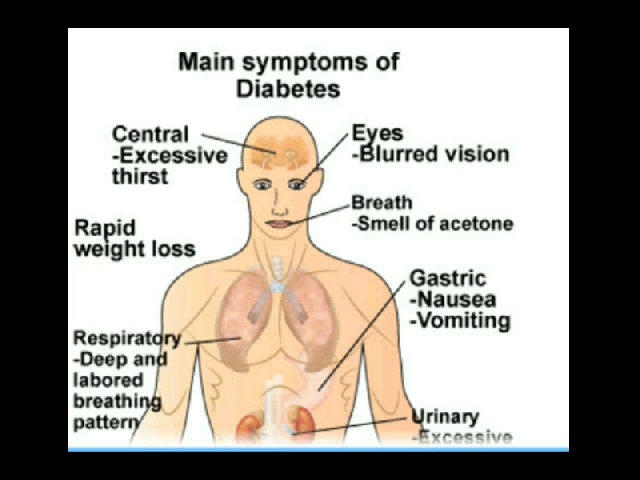 Main symptoms of
Diabetes
Central
-Excessive
thirst
Eyes
-Blurred vision
Breath
-Smell of acetone
Rapid
weight loss
Gastric
-Nausea
-Vomiting
Respiratory
-Deep and
labored
breathing
pattern
Urinary
-Excessive